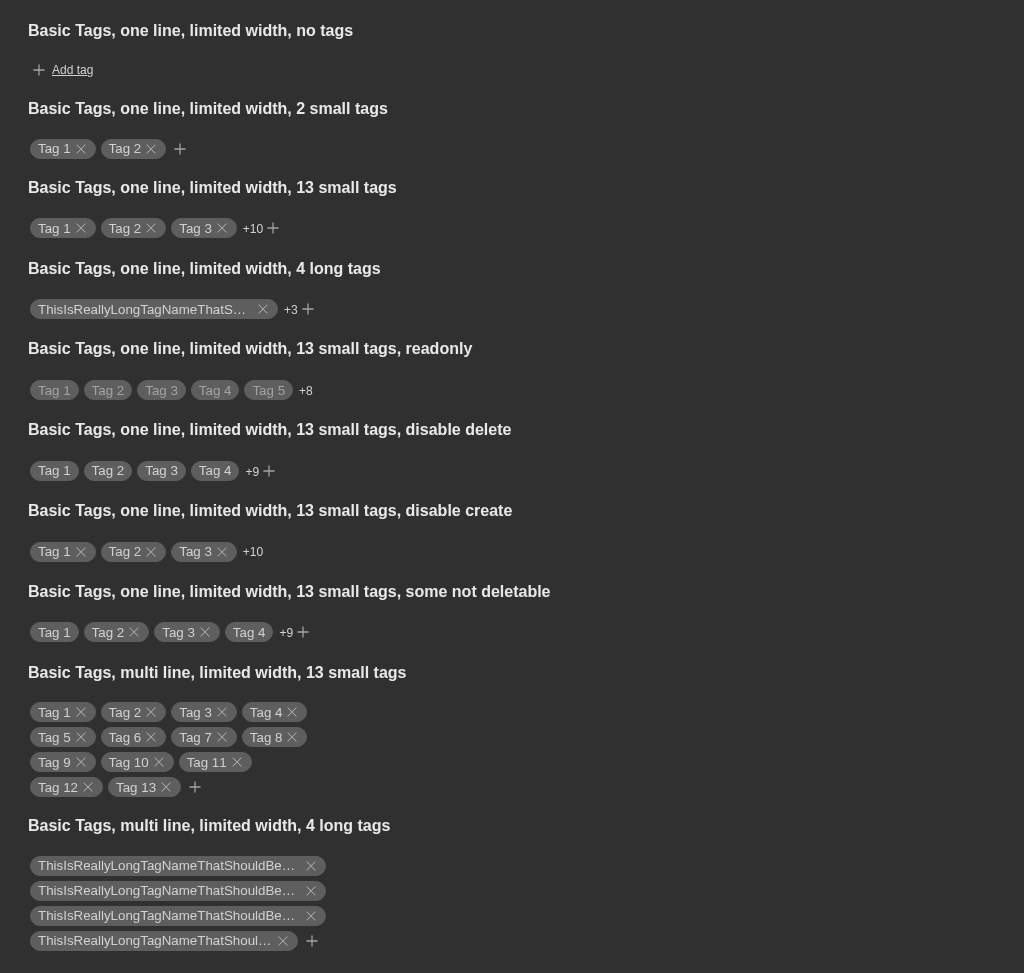 Basic Tags, one line, limited width, no tags
Add tag
Basic Tags, one line, limited width, 2 small tags
Tag 1 Tag 2
Basic Tags, one line, limited width, 13 small tags
Tag 1 Tag 2 Tag 3 +10
Basic Tags, one line, limited width, 4 long tags
ThisIsReallyLongTagNameThatS... +3
Basic Tags, one line, limited width, 13 small tags, readonly
Tag 1 Tag 2 Tag 3 Tag 4 Tag 5 +8
Basic Tags, one line, limited width, 13 small tags, disable delete
Tag 1 Tag 2 Tag 3 Tag 4 +9
Basic Tags, one line, limited width, 13 small tags, disable create
Tag 1 Tag 2 Tag 3 +10
Basic Tags, one line, limited width, 13 small tags, some not deletable
Tag 1 Tag 2 Tag 3 Tag 4 +9
Basic Tags, multi line, limited width, 13 small tags
Tag 1 Tag 2 Tag 3 Tag 4
Tag 5 Tag 6 Tag 7 Tag 8
Tag 9 Tag 10 Tag 11
Tag 12 Tag 13
Basic Tags, multi line, limited width, 4 long tags
ThisIsReallyLongTagNameThatShouldBe...
ThisIsReallyLongTagNameThatShouldBe...
ThisIsReallyLongTagNameThatShouldBe...
ThisIsReallyLongTagNameThatShoul...